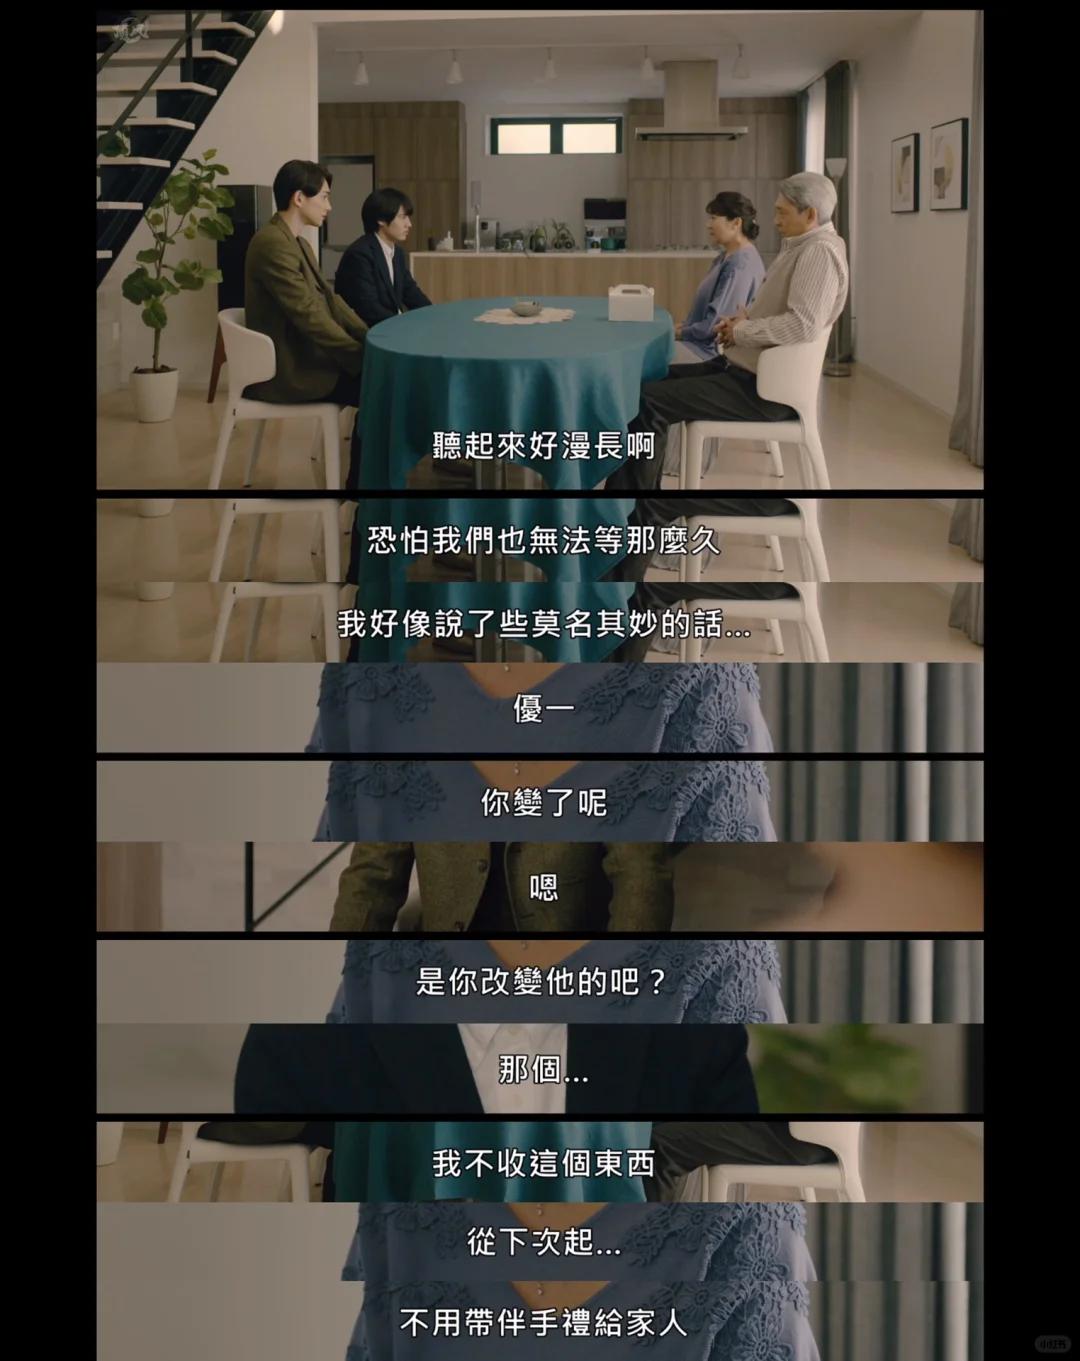 聽起來好漫長啊
恐怕我們也無法等那麼久
我好像說了些莫名其妙的話...
優一
你變了呢
嗯
是你改變他的吧？
那個...
我不收這個東西
從下次起...
不用帶伴手禮給家人
小红书